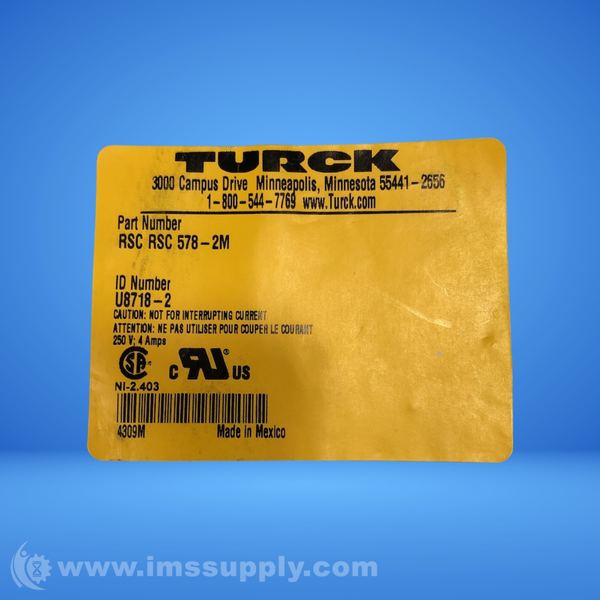 TURCK
3000 Campus Drive Minneapolis, Minnesota 55441-2656
1-800-544-7769 www.Turck.com
Part Number
RSC RSC 578-2M
ID Number
U8718-2
CAUTION: NOT FOR INTERRUPTING CURRENT
ATTENTION: NE PAS UTILISER POUR COUPER LE COURANT
250 V; 4 Amps
SA c RU ® US
NI-2.403
4309M Made in Mexico
www.imssupply.com